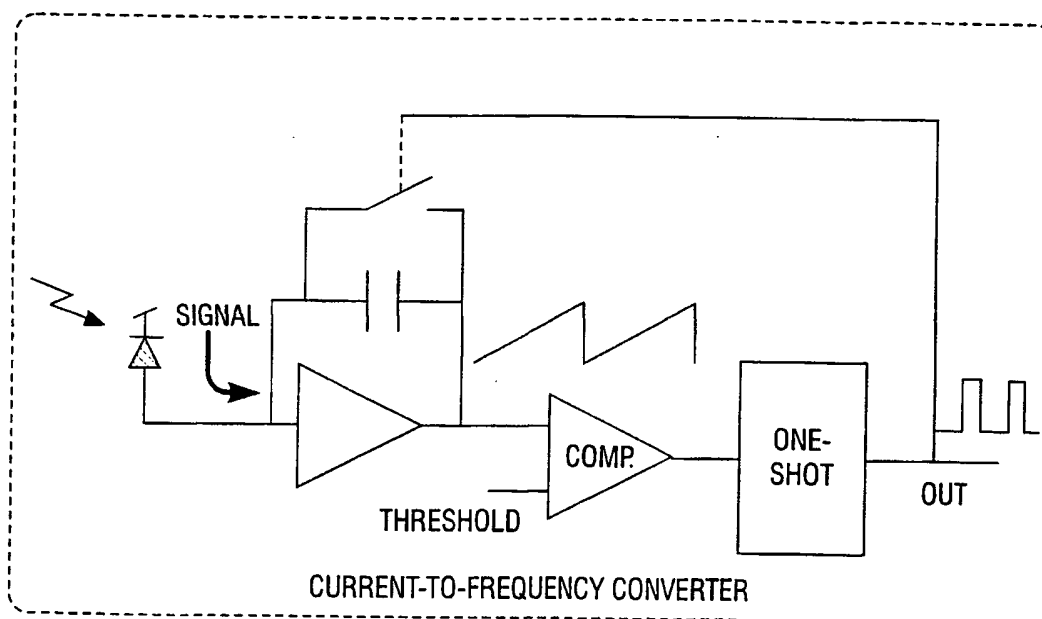 SIGNAL
COMP.
ONE-
SHOT
THRESHOLD
OUT
CURRENT-TO-FREQUENCY CONVERTER